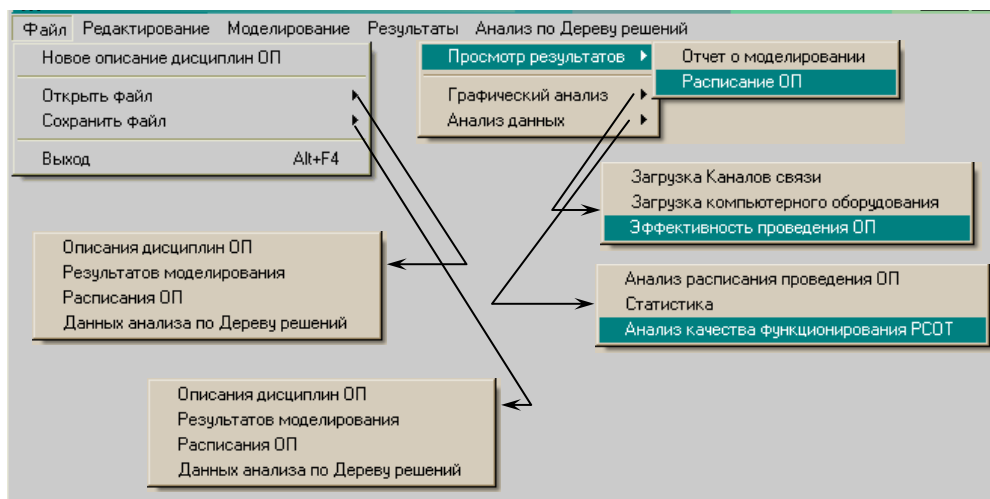 Файл Редактирование Моделирование Результаты Анализ по Дереву решений
Новое описание дисциплин ОП
Открыть файл
Сохранить файл
Выход Alt+F4
Просмотр результатов
Графический анализ
Анализ данных
Отчет о моделировании
Расписание ОП
Загрузка Каналов связи
Загрузка компьютерного оборудования
Эффективность проведения ОП
Описания дисциплин ОП
Результатов моделирования
Расписания ОП
Данных анализа по Дереву решений
Анализ расписания проведения ОП
Статистика
Анализ качества функционирования РСОТ
Описания дисциплин ОП
Результатов моделирования
Расписания ОП
Данных анализа по Дереву решений